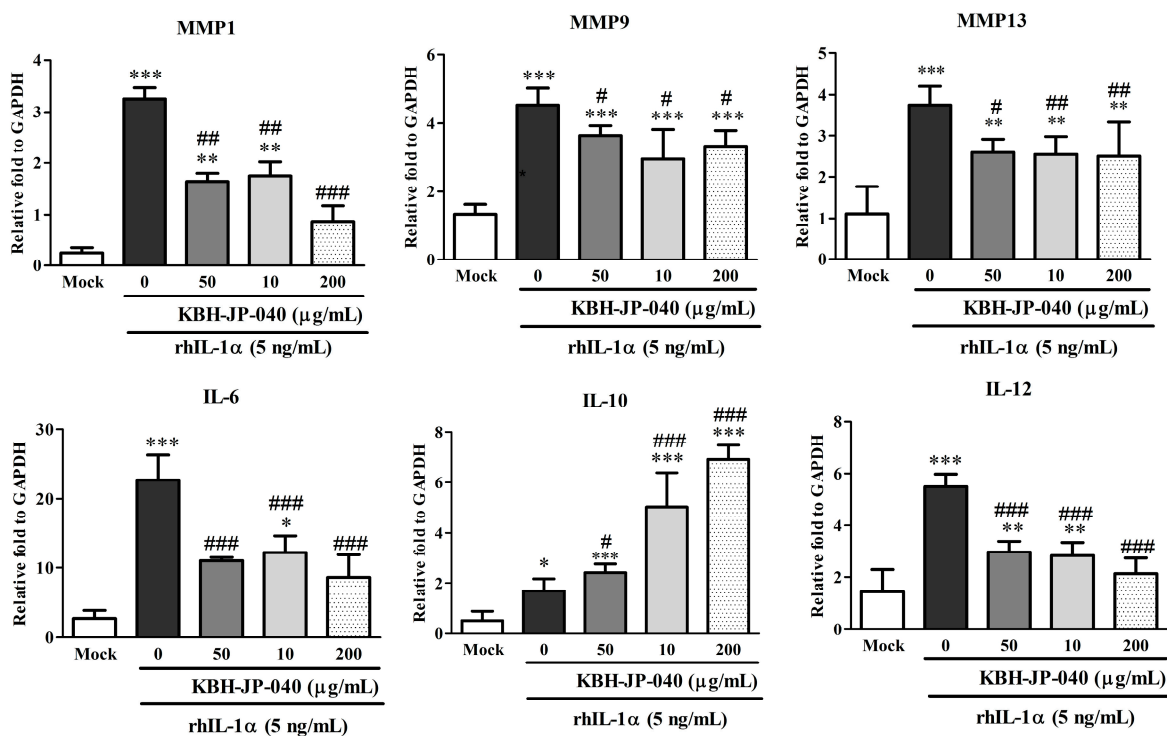 MMP1
Relative fold to GAPDH
4
3
2
1
0
***
##
**
##
**
###
Mock 0 50 10 200
KBH-JP-040 (µg/mL)
rhIL-1α (5 ng/mL)
MMP9
Relative fold to GAPDH
6
4
2
0
***
#
***
#
***
#
***
*
Mock 0 50 10 200
KBH-JP-040 (µg/mL)
rhIL-1α (5 ng/mL)
MMP13
Relative fold to GAPDH
5
4
3
2
1
0
***
#
**
##
**
##
**
Mock 0 50 10 200
KBH-JP-040 (µg/mL)
rhIL-1α (5 ng/mL)
IL-6
Relative fold to GAPDH
30
20
10
0
***
###
###
*
###
Mock 0 50 10 200
KBH-JP-040 (µg/mL)
rhIL-1α (5 ng/mL)
IL-10
Relative fold to GAPDH
8
6
4
2
0
*
#
***
###
***
###
***
Mock 0 50 10 200
KBH-JP-040 (µg/mL)
rhIL-1α (5 ng/mL)
IL-12
Relative fold to GAPDH
8
6
4
2
0
***
###
**
###
**
###
Mock 0 50 10 200
KBH-JP-040 (µg/mL)
rhIL-1α (5 ng/mL)